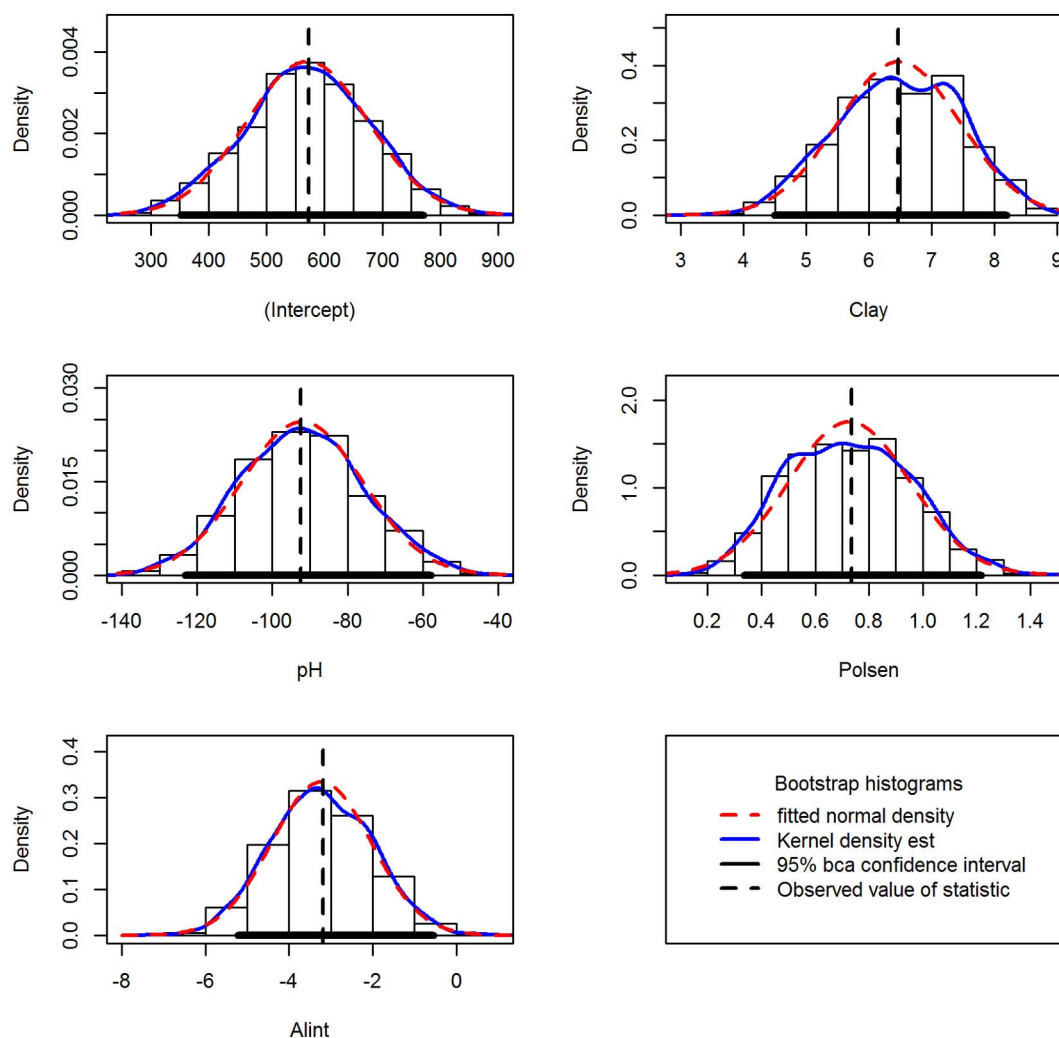 Density
0.000 0.002 0.004
300 400 500 600 700 800 900
(Intercept)
Density
0.0 0.2 0.4
3 4 5 6 7 8 9
Clay
Density
0.000 0.015 0.030
-140 -120 -100 -80 -60 -40
pH
Density
0.0 1.0 2.0
0.2 0.4 0.6 0.8 1.0 1.2 1.4
Polsen
Density
0.0 0.1 0.2 0.3 0.4
-8 -6 -4 -2 0
Alint
Bootstrap histograms
fitted normal density
Kernel density est
95% bca confidence interval
Observed value of statistic